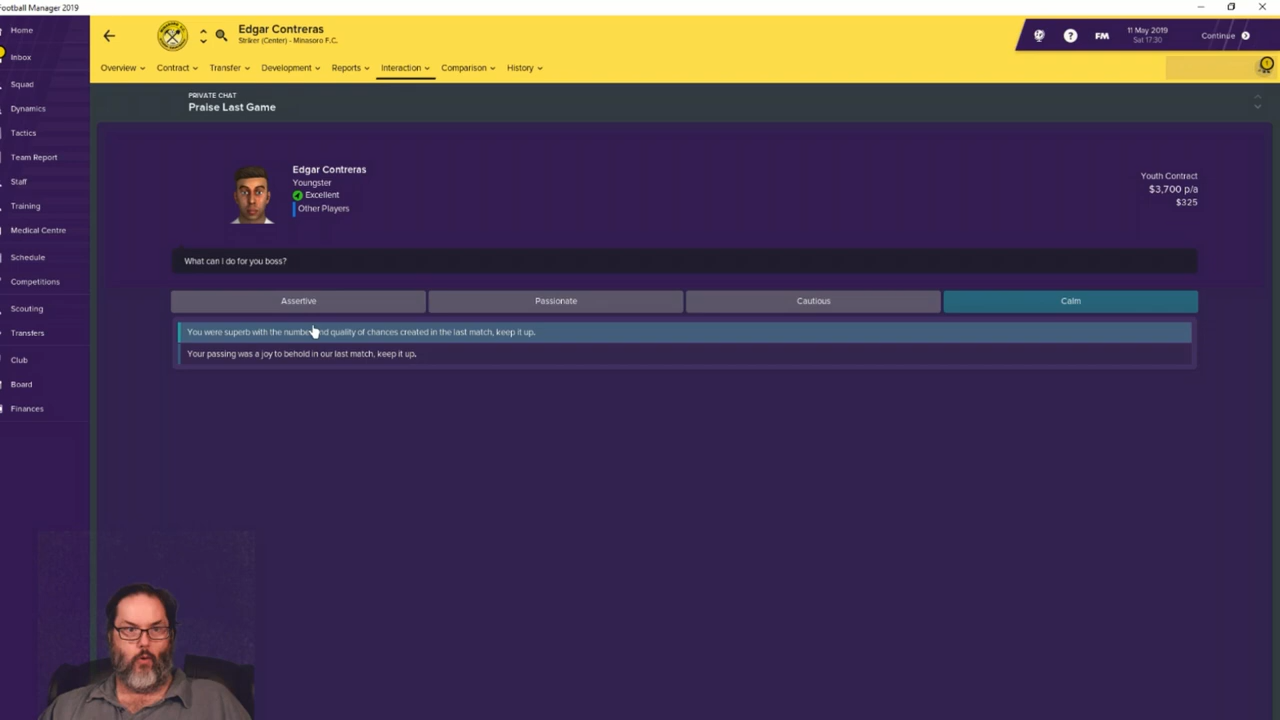 Football Manager 2019
Home
Inbox
Squad
Dynamics
Tactics
Team Report
Staff
Training
Medical Centre
Schedule
Competitions
Scouting
Transfers
Club
Board
Finances
Edgar Contreras
Striker (Center) - Minasoro F.C.
11 May 2019
Sat 17:30
Continue
FM
Overview
Contract
Transfer
Development
Reports
Interaction
Comparison
History
PRIVATE CHAT
Praise Last Game
Edgar Contreras
Youngster
Excellent
Other Players
Youth Contract
$3,700 p/a
$325
What can I do for you boss?
Assertive
Passionate
Cautious
Calm
You were superb with the number and quality of chances created in the last match, keep it up.
Your passing was a joy to behold in our last match, keep it up.